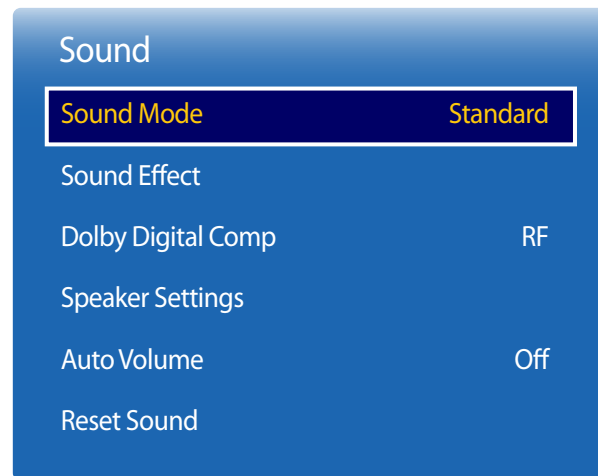 Sound
Sound Mode Standard
Sound Effect
Dolby Digital Comp RF
Speaker Settings
Auto Volume Off
Reset Sound